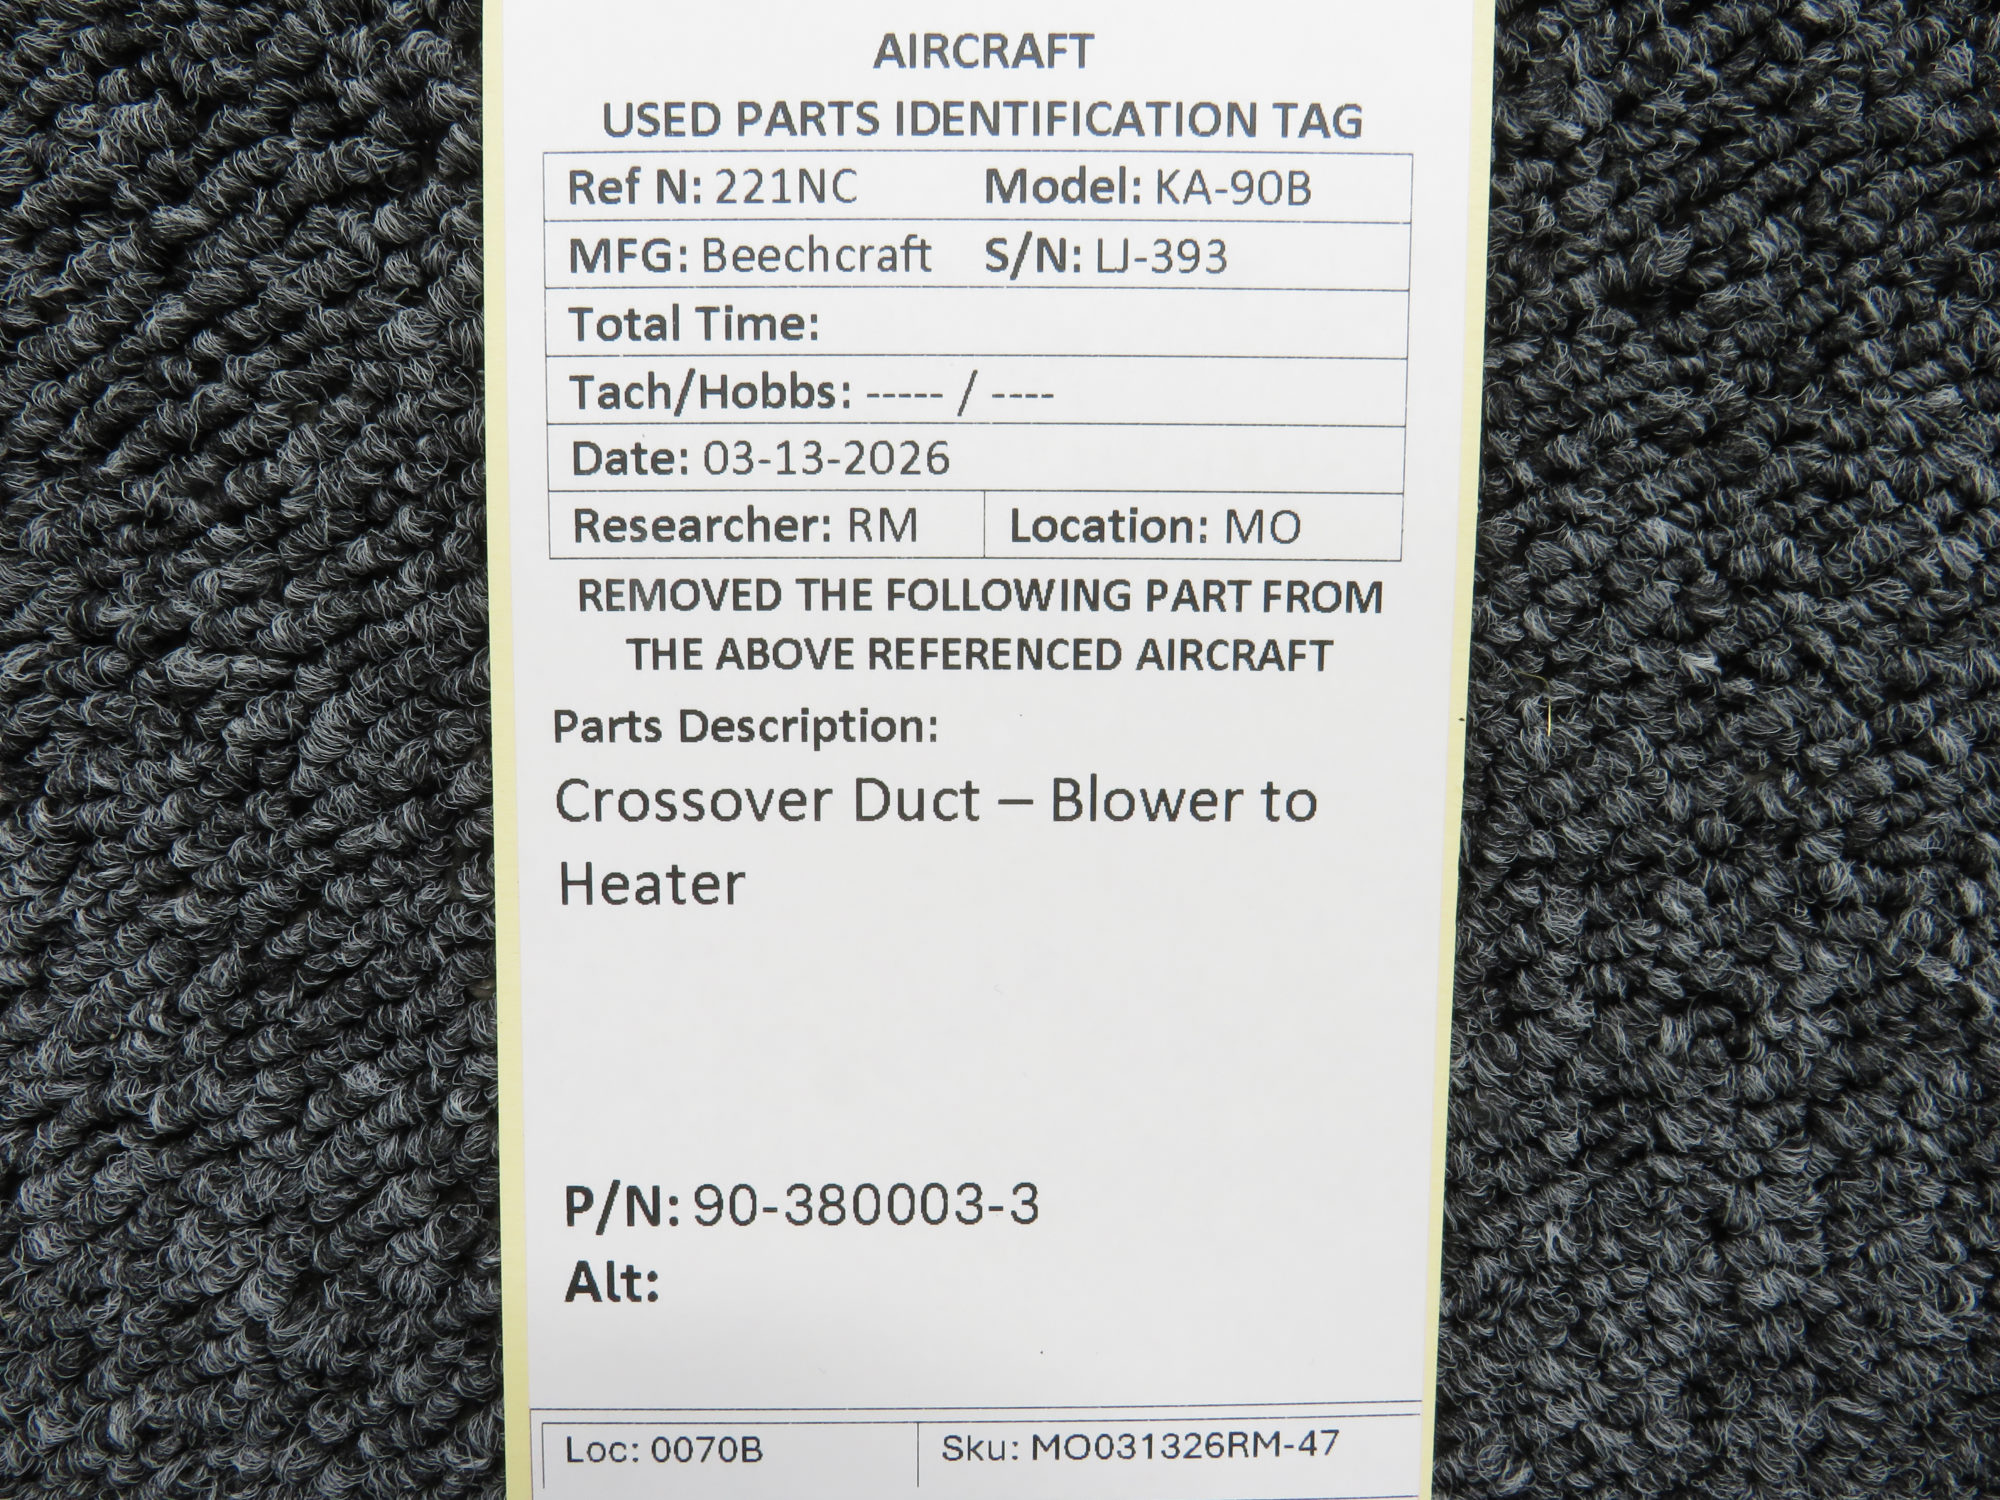 AIRCRAFT
USED PARTS IDENTIFICATION TAG
Ref N: 221NC Model: KA-90B
MFG: Beechcraft S/N: LJ-393
Total Time:
Tach/Hobbs: ----- / ----
Date: 03-13-2026
Researcher: RM Location: MO
REMOVED THE FOLLOWING PART FROM
THE ABOVE REFERENCED AIRCRAFT
Parts Description:
Crossover Duct – Blower to
Heater
P/N: 90-380003-3
Alt:
Loc: 0070B Sku: MO031326RM-47